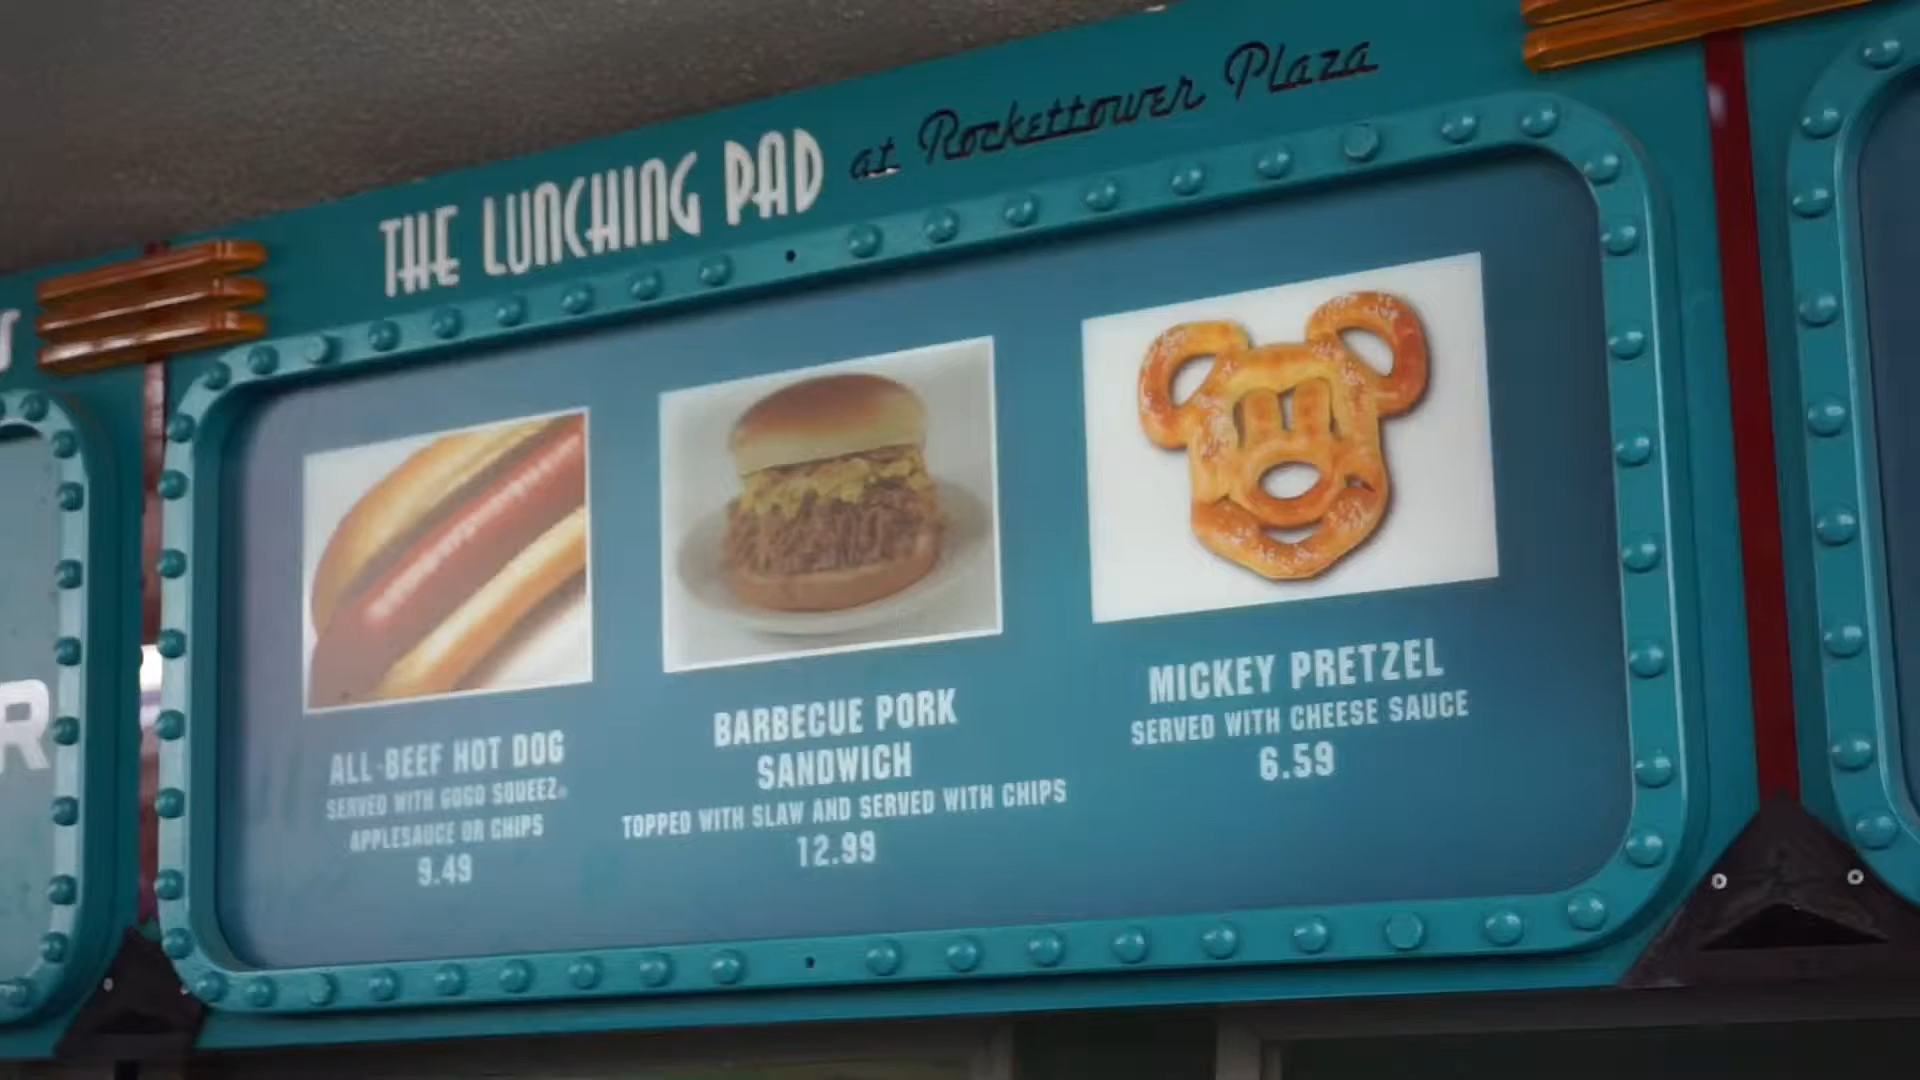 THE LUNCHING PAD at Rockettower Plaza
ALL-BEEF HOT DOG
SERVED WITH GOGO SQUEEZ®
APPLESAUCE OR CHIPS
9.49
BARBECUE PORK
SANDWICH
TOPPED WITH SLAW AND SERVED WITH CHIPS
12.99
MICKEY PRETZEL
SERVED WITH CHEESE SAUCE
6.59
R